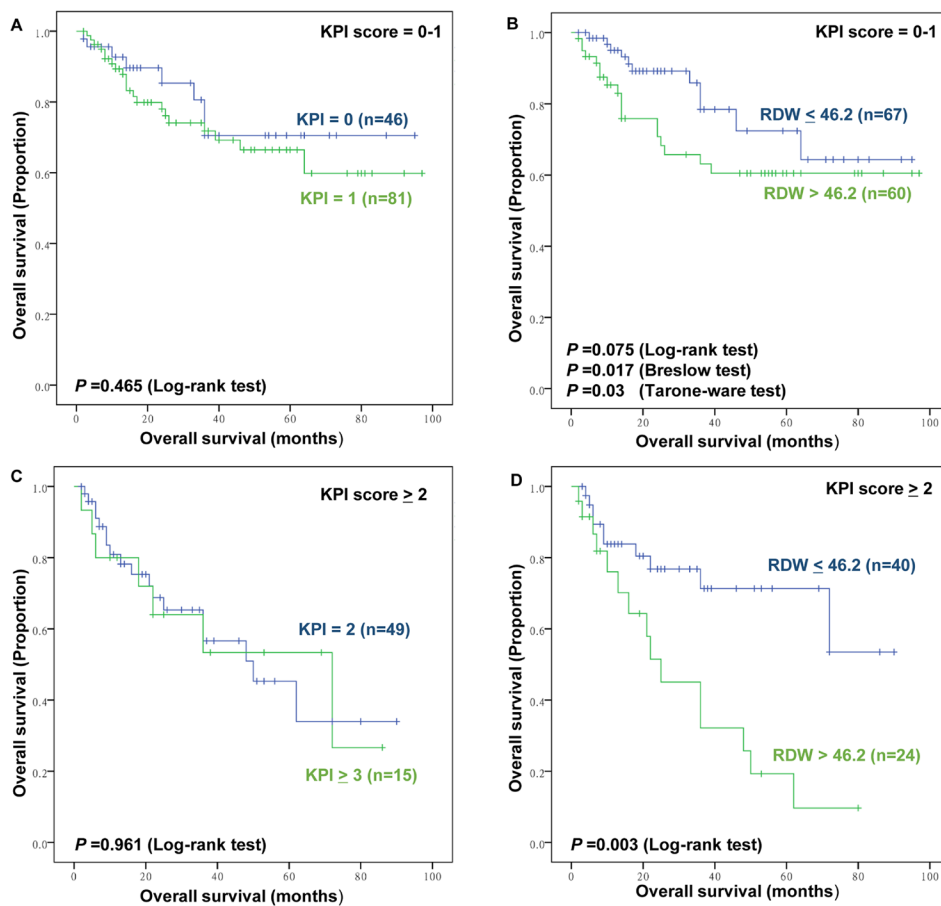 A
KPI score = 0-1
1.0
0.8
0.6
0.4
0.2
0.0
KPI = 0 (n=46)
KPI = 1 (n=81)
P =0.465 (Log-rank test)
0 20 40 60 80 100
Overall survival (months)
Overall survival (Proportion)
B
KPI score = 0-1
1.0
0.8
0.6
0.4
0.2
0.0
RDW ≤ 46.2 (n=67)
RDW > 46.2 (n=60)
P =0.075 (Log-rank test)
P =0.017 (Breslow test)
P =0.03 (Tarone-ware test)
0 20 40 60 80 100
Overall survival (months)
Overall survival (Proportion)
C
KPI score ≥ 2
1.0
0.8
0.6
0.4
0.2
0.0
KPI = 2 (n=49)
KPI ≥ 3 (n=15)
P =0.961 (Log-rank test)
0 20 40 60 80 100
Overall survival (months)
Overall survival (Proportion)
D
KPI score ≥ 2
1.0
0.8
0.6
0.4
0.2
0.0
RDW ≤ 46.2 (n=40)
RDW > 46.2 (n=24)
P =0.003 (Log-rank test)
0 20 40 60 80 100
Overall survival (months)
Overall survival (Proportion)